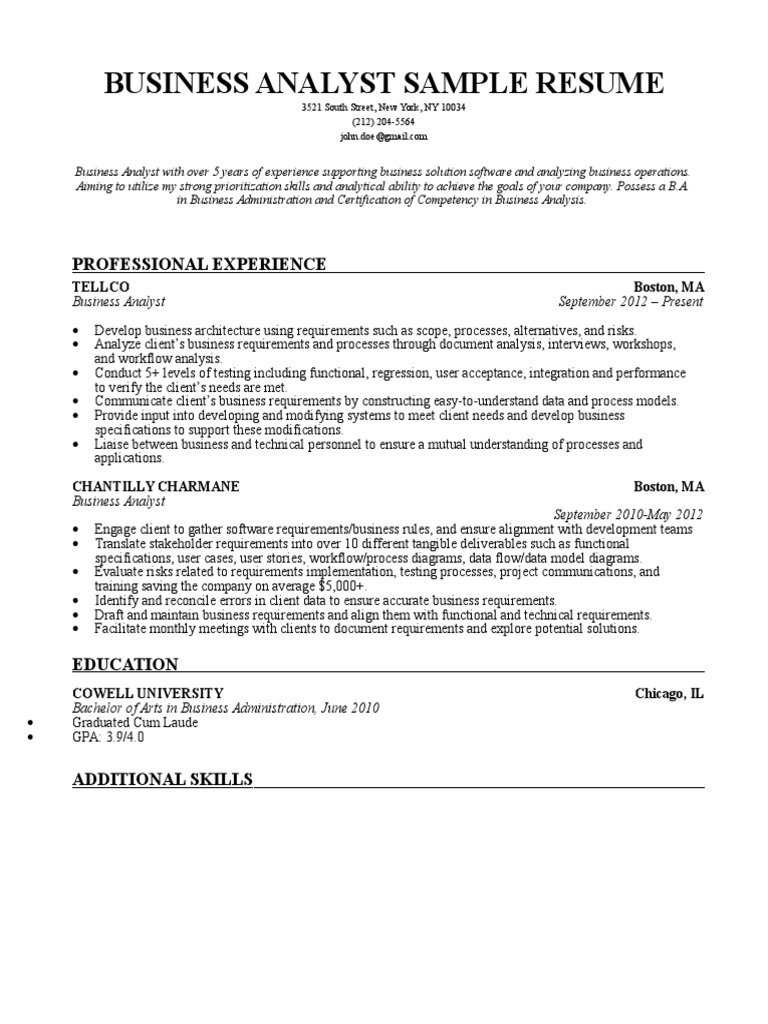 BUSINESS ANALYST SAMPLE RESUME
3521 South Street, New York, NY 10034
(212) 204-5564
john.doe@gmail.com
Business Analyst with over 5 years of experience supporting business solution software and analyzing business operations.
Aiming to utilize my strong prioritization skills and analytical ability to achieve the goals of your company. Possess a B.A
in Business Administration and Certification of Competency in Business Analysis.
PROFESSIONAL EXPERIENCE
TELLCO Boston, MA
Business Analyst September 2012 – Present
• Develop business architecture using requirements such as scope, processes, alternatives, and risks.
• Analyze client’s business requirements and processes through document analysis, interviews, workshops,
and workflow analysis.
• Conduct 5+ levels of testing including functional, regression, user acceptance, integration and performance
to verify the client’s needs are met.
• Communicate client’s business requirements by constructing easy-to-understand data and process models.
• Provide input into developing and modifying systems to meet client needs and develop business
specifications to support these modifications.
• Liaise between business and technical personnel to ensure a mutual understanding of processes and
applications.
CHANTILLY CHARMANE Boston, MA
Business Analyst
September 2010-May 2012
• Engage client to gather software requirements/business rules, and ensure alignment with development teams
• Translate stakeholder requirements into over 10 different tangible deliverables such as functional
specifications, user cases, user stories, workflow/process diagrams, data flow/data model diagrams.
• Evaluate risks related to requirements implementation, testing processes, project communications, and
training saving the company on average $5,000+.
• Identify and reconcile errors in client data to ensure accurate business requirements.
• Draft and maintain business requirements and align them with functional and technical requirements.
• Facilitate monthly meetings with clients to document requirements and explore potential solutions.
EDUCATION
COWELL UNIVERSITY Chicago, IL
Bachelor of Arts in Business Administration, June 2010
• Graduated Cum Laude
• GPA: 3.9/4.0
ADDITIONAL SKILLS